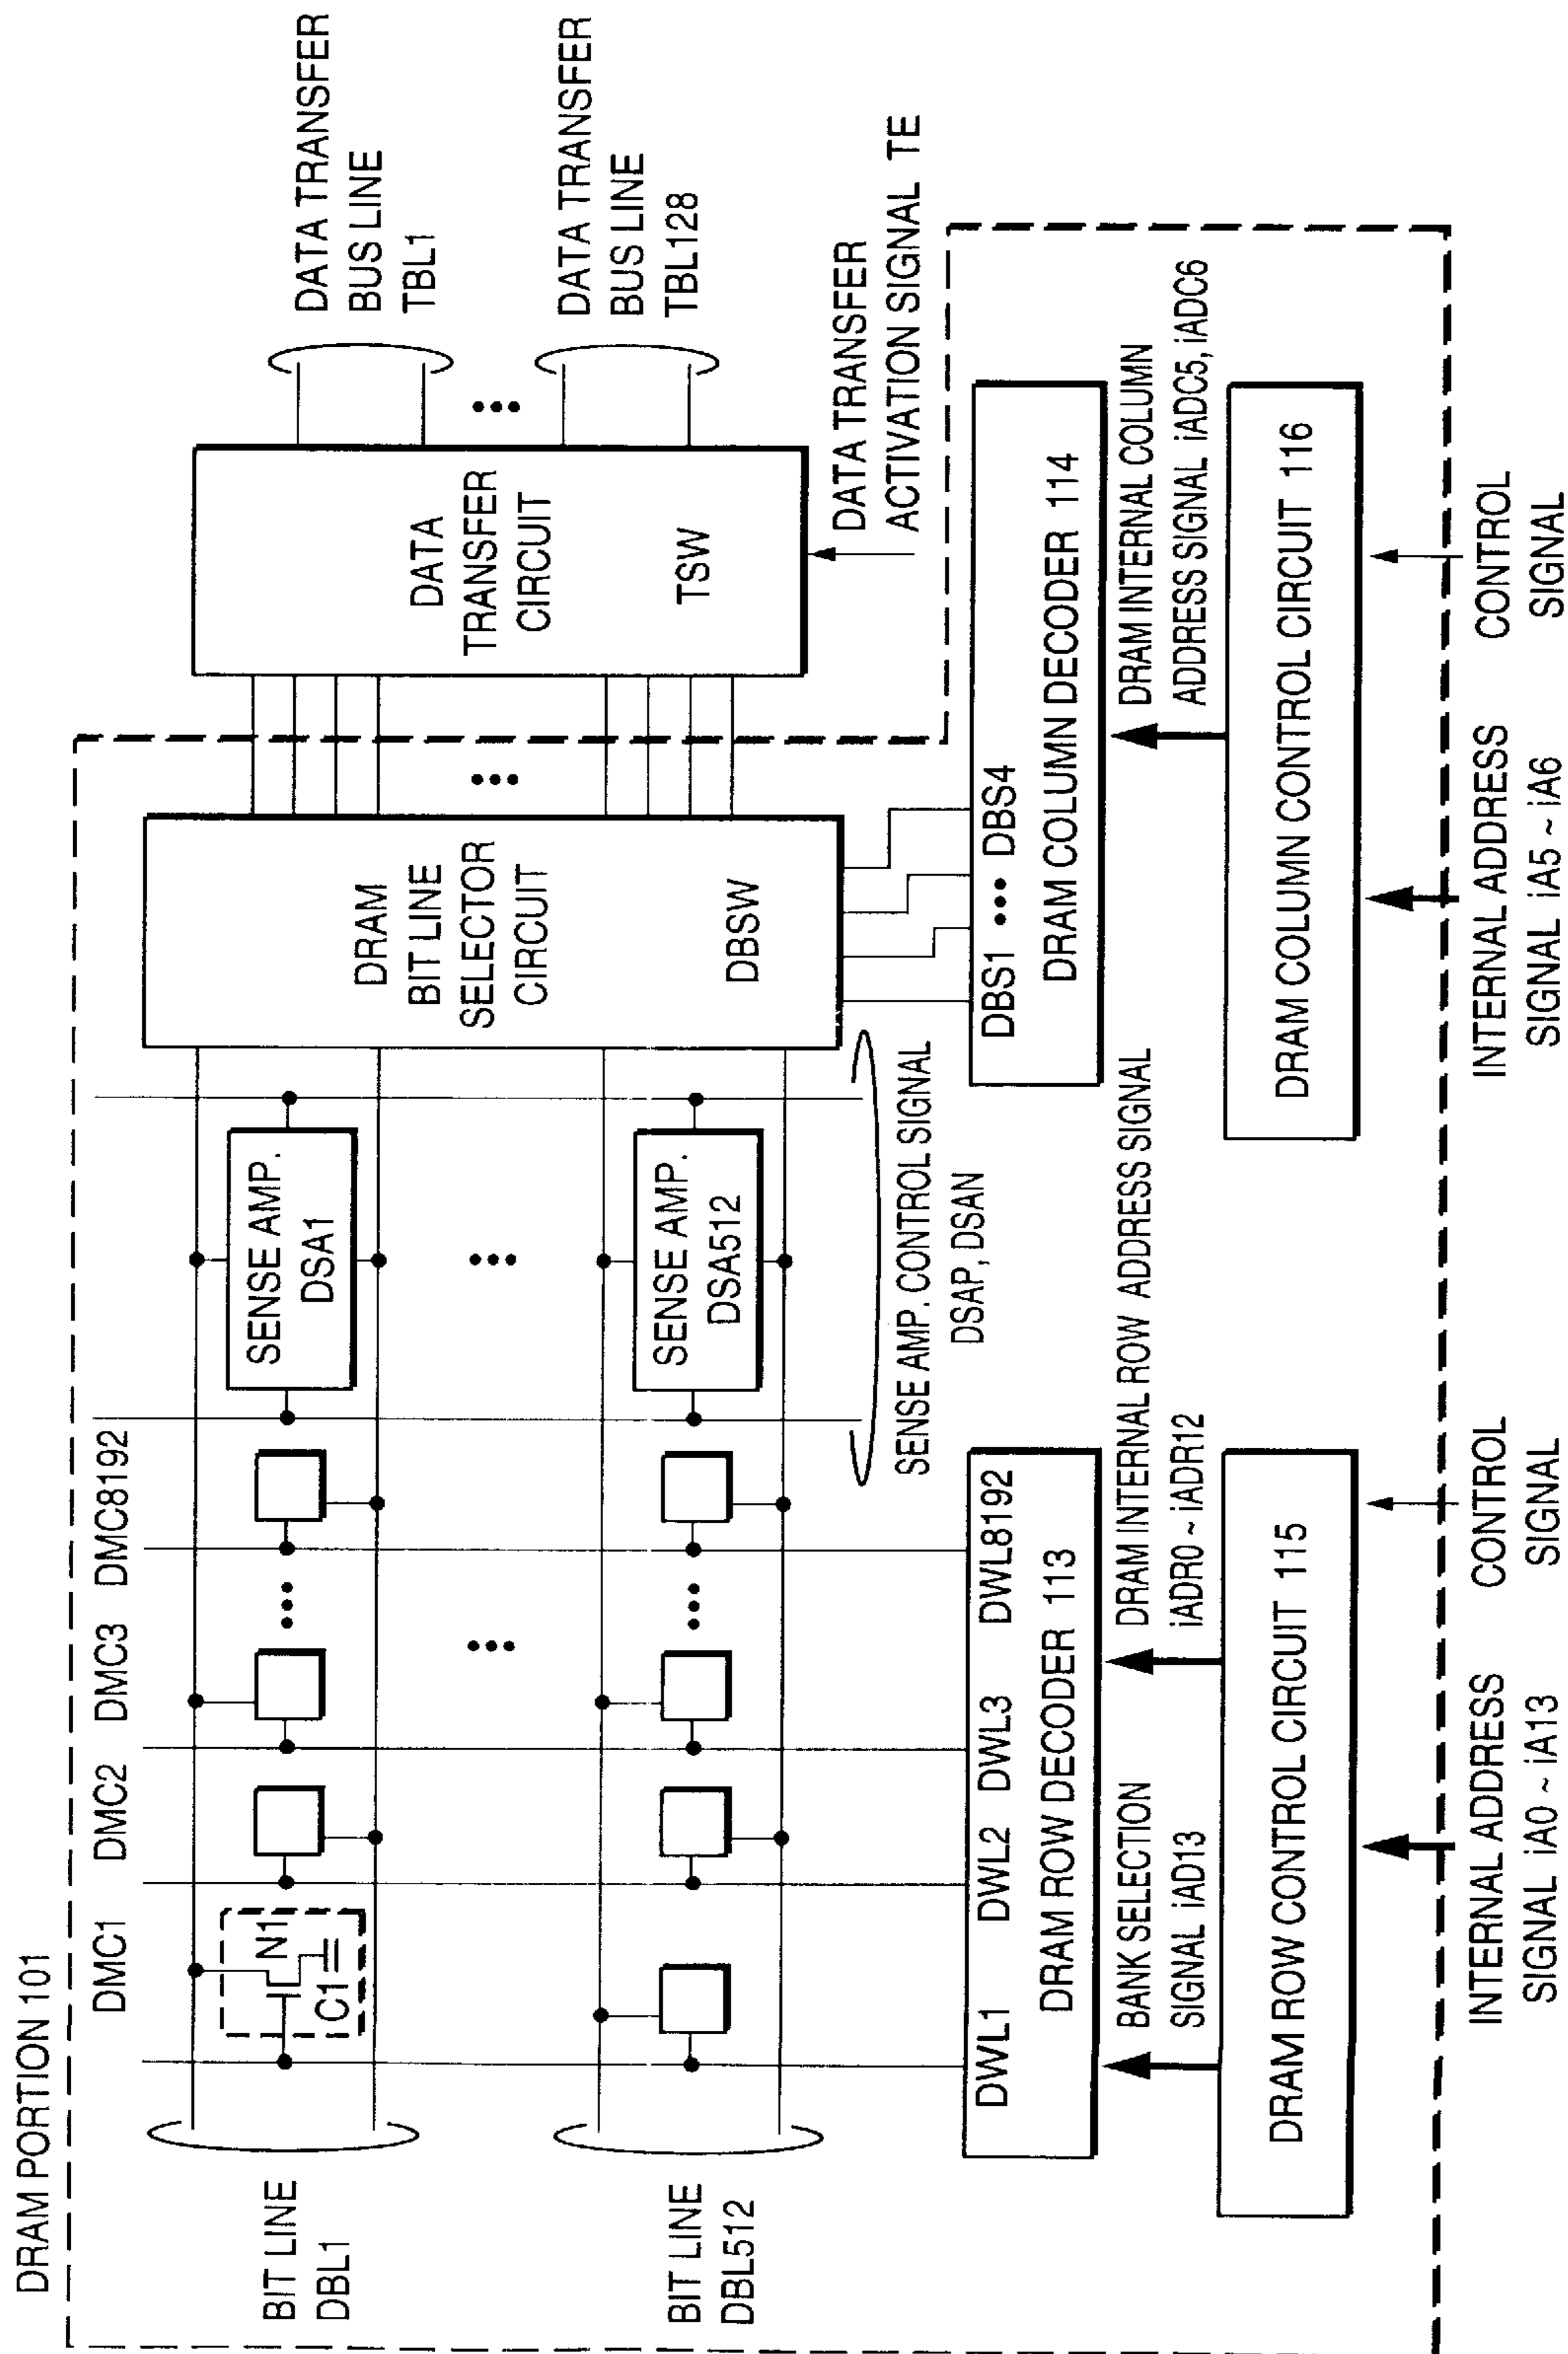 DRAM PORTION 101
DMC1
DMC2
DMC3
DMC8192
BIT LINE
DBL1
N1
C1
SENSE AMP.
DSA1
BIT LINE
DBL512
SENSE AMP.
DSA512
DRAM
BIT LINE
SELECTOR
CIRCUIT
DBSW
DATA
TRANSFER
CIRCUIT
TSW
DATA TRANSFER
BUS LINE
TBL1
DATA TRANSFER
BUS LINE
TBL128
DATA TRANSFER
ACTIVATION SIGNAL TE
SENSE AMP. CONTROL SIGNAL
DSAP, DSAN
DWL1 DWL2 DWL3 DWL8192
DRAM ROW DECODER 113
DBS1 ••• DBS4
DRAM COLUMN DECODER 114
BANK SELECTION
SIGNAL iAD13
DRAM INTERNAL ROW ADDRESS SIGNAL
iADR0 ~ iADR12
DRAM INTERNAL COLUMN
ADDRESS SIGNAL iADC5, iADC6
DRAM ROW CONTROL CIRCUIT 115
DRAM COLUMN CONTROL CIRCUIT 116
INTERNAL ADDRESS
SIGNAL iA0 ~ iA13
CONTROL
SIGNAL
INTERNAL ADDRESS
SIGNAL iA5 ~ iA6
CONTROL
SIGNAL